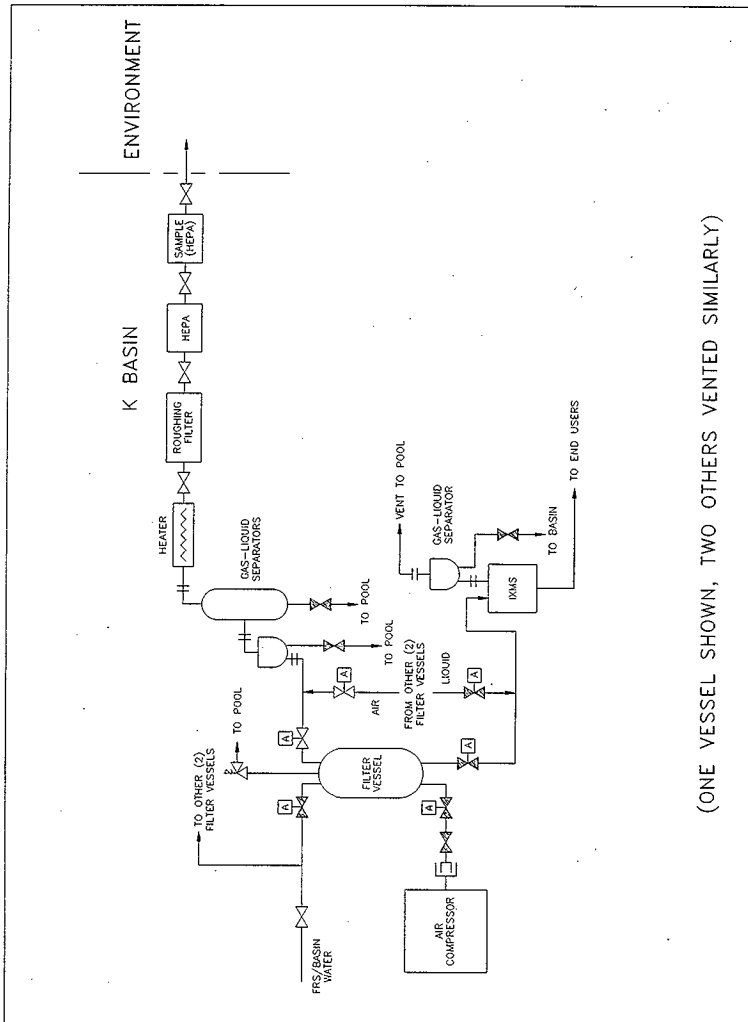 K BASIN
ENVIRONMENT
HEATER
ROUGHING
FILTER
HEPA
SAMPLE
(HEPA)
GAS-LIQUID
SEPARATORS
TO POOL
TO POOL
TO POOL
TO OTHER (2)
FILTER VESSELS
FRS/BASIN
WATER
A
A
A
A
A
A
FILTER
VESSEL
AIR
FROM OTHER (2)
FILTER VESSELS
LIQUID
AIR
COMPRESSOR
VENT TO POOL
GAS-LIQUID
SEPARATOR
TO BASIN
IXMS
TO END USERS
(ONE VESSEL SHOWN, TWO OTHERS VENTED SIMILARLY)